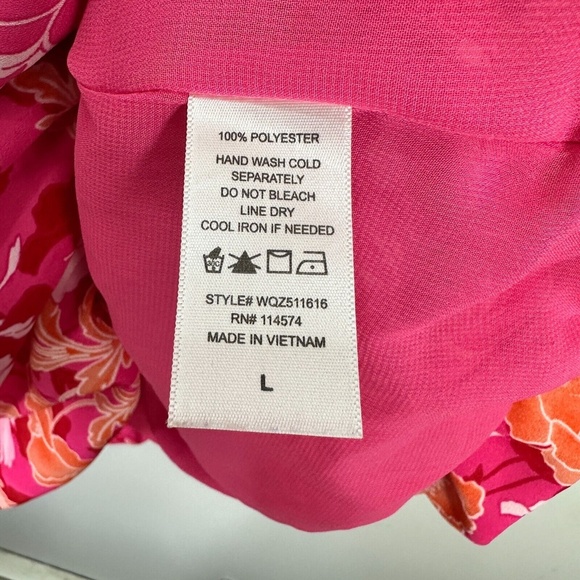 100% POLYESTER
HAND WASH COLD
SEPARATELY
DO NOT BLEACH
LINE DRY
COOL IRON IF NEEDED
STYLE# WQZ511616
RN# 114574
MADE IN VIETNAM
L